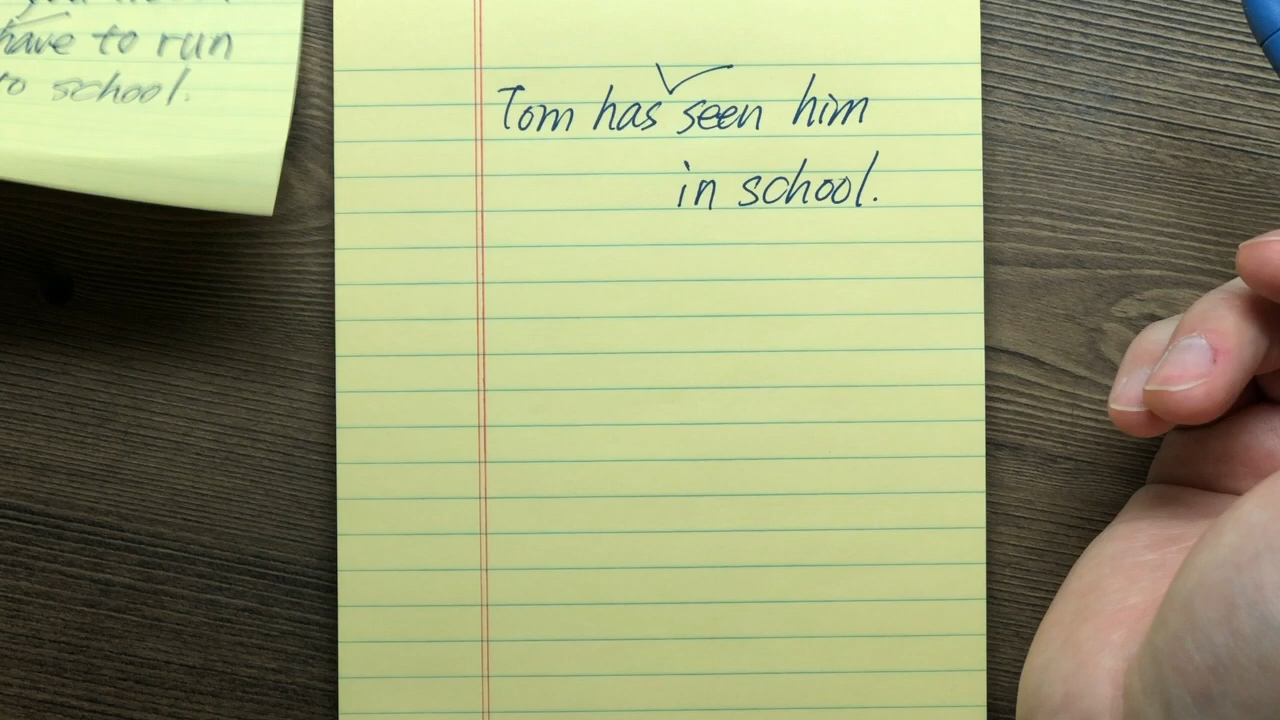 have to run
to school.
Tom has seen him
in school.